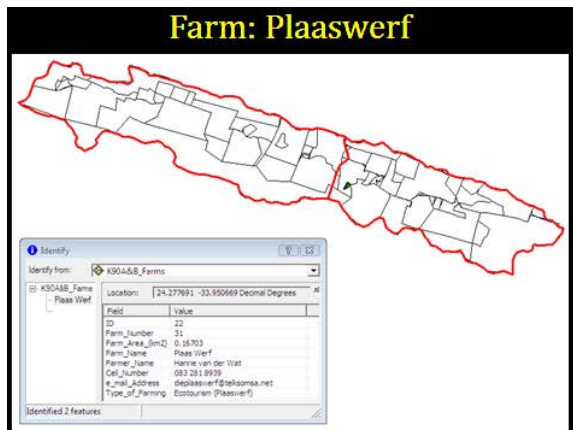 Farm: Plaaswerf
Identify
Identify from: K90A&B_Farms
K90A&B_Farms
Plaas Werf
Location: 24.277691 -33.950669 Decimal Degrees
Field Value
ID 22
Farm_Number 31
Farm_Area_(km2) 0.16703
Farm_Name Plaas Werf
Farmer_Name Hannie van der Wat
Cell_Number 083 281 8939
e_mail_Address dieplaaswerf@telkomsa.net
Type_of_Farming Ecotourism (Plaaswerf)
Identified 2 features